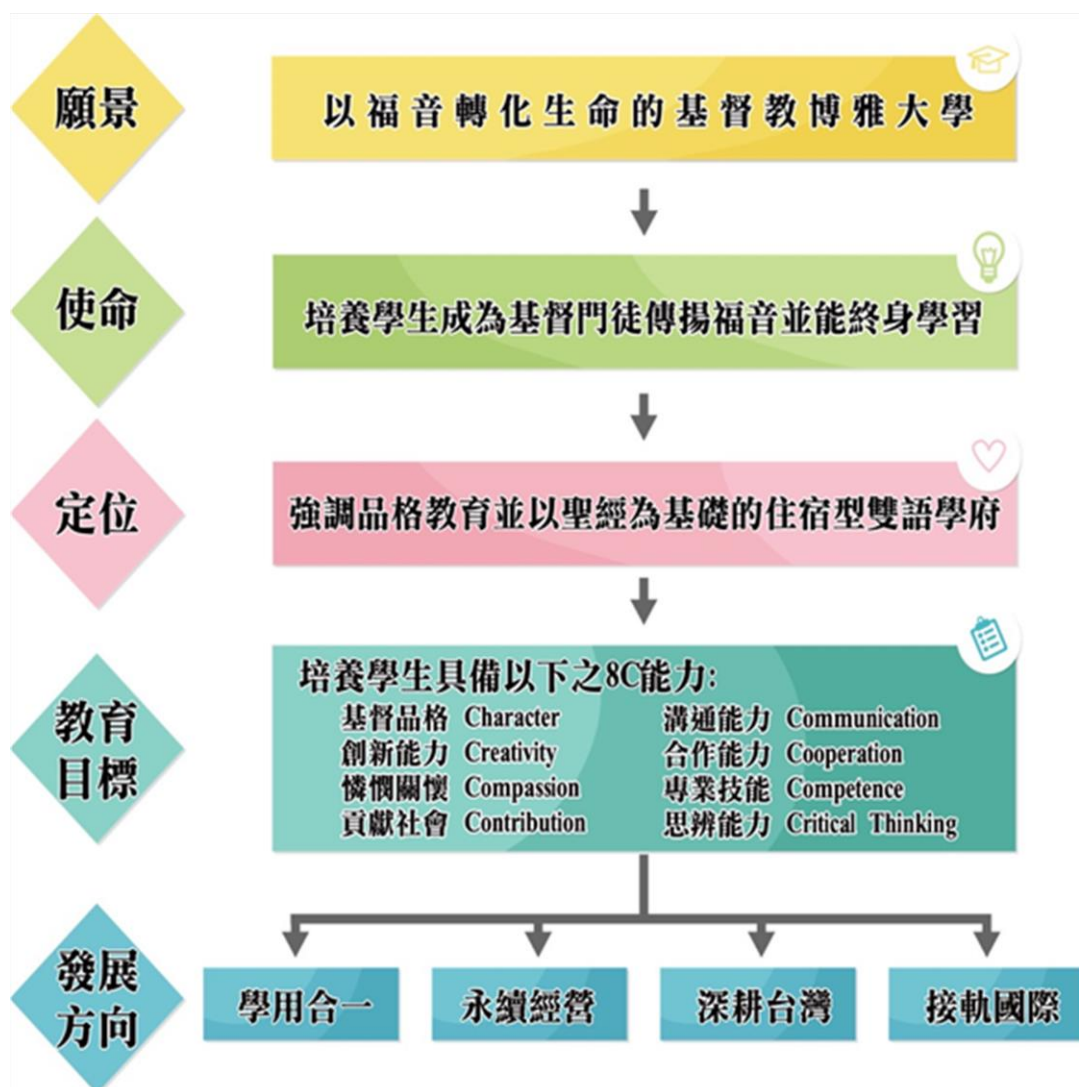 願景
以福音轉化生命的基督教博雅大學
使命
培養學生成為基督門徒傳揚福音並能終身學習
定位
強調品格教育並以聖經為基礎的住宿型雙語學府
教育
目標
培養學生具備以下之8C能力:
基督品格 Character
溝通能力 Communication
創新能力 Creativity
合作能力 Cooperation
憐憫關懷 Compassion
專業技能 Competence
貢獻社會 Contribution
思辨能力 Critical Thinking
發展
方向
學用合一
永續經營
深耕台灣
接軌國際